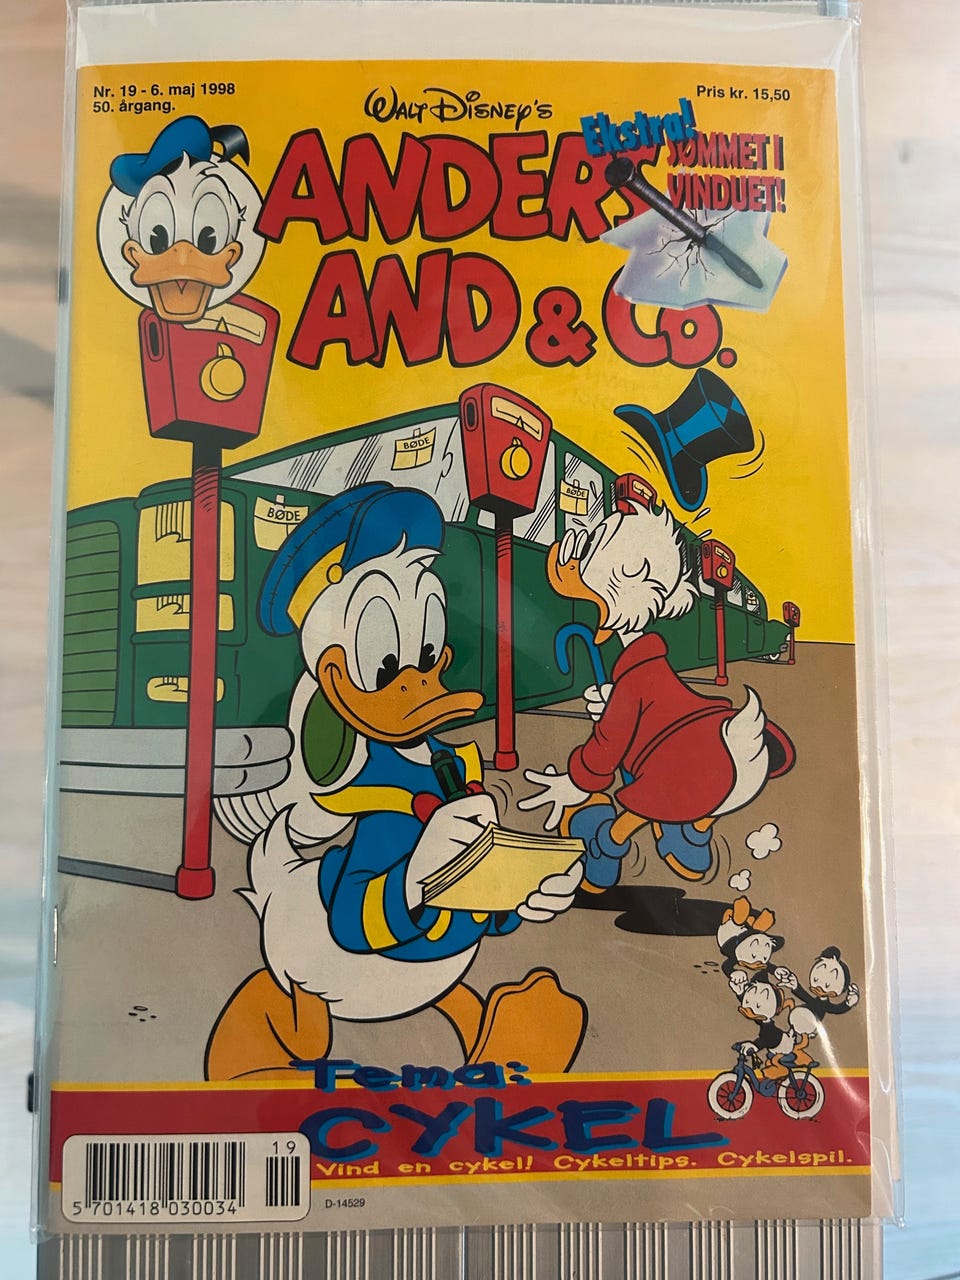 Nr. 19 - 6. maj 1998
50. årgang.
WALT DISNEY'S
Pris kr. 15,50
ANDERS
AND & Co.
Ekstra!
SØMMET I
VINDUET!
BØDE
BØDE
BØDE
Tema:
CYKEL
Vind en cykel! Cykeltips. Cykelspil.
19
5 701418 030034
D-14529